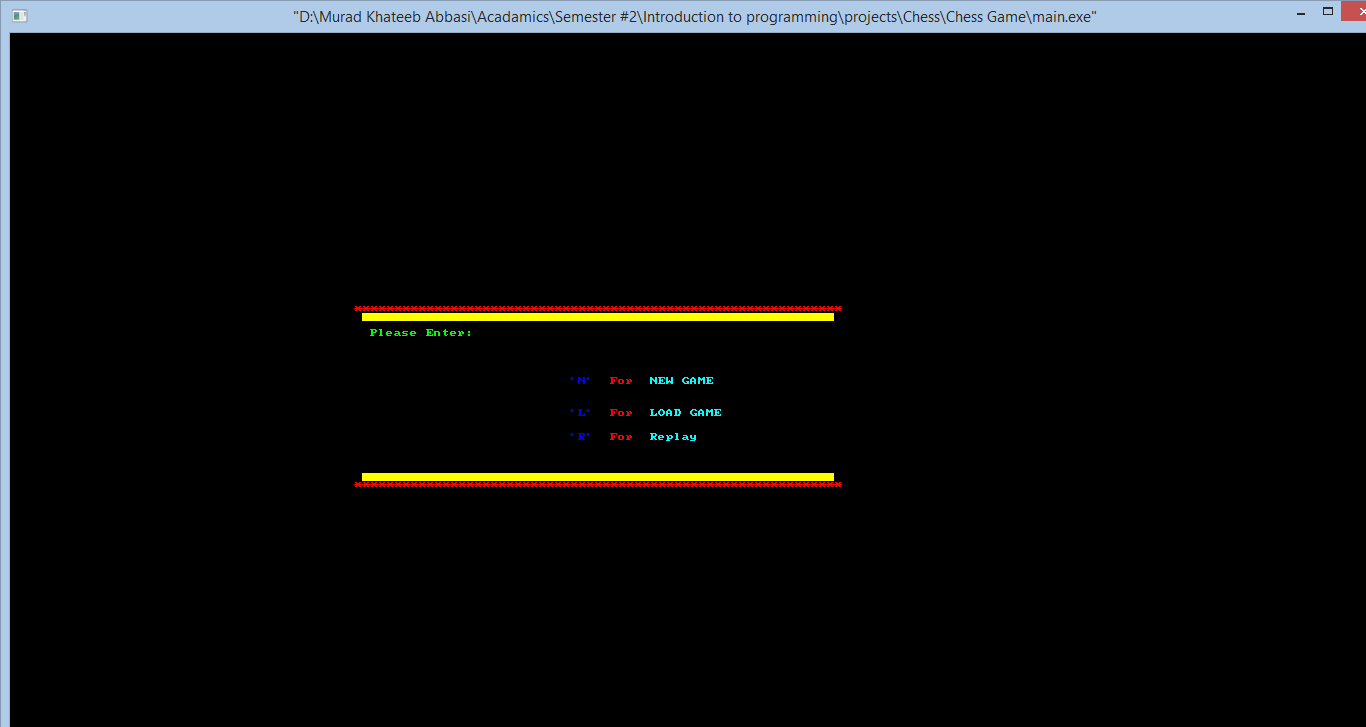 "D:\Murad Khateeb Abbasi\Acadamics\Semester #2\Introduction to programming\projects\Chess\Chess Game\main.exe"
*************************************************************
Please Enter:
'N' For NEW GAME
'L' For LOAD GAME
'R' For Replay
*************************************************************